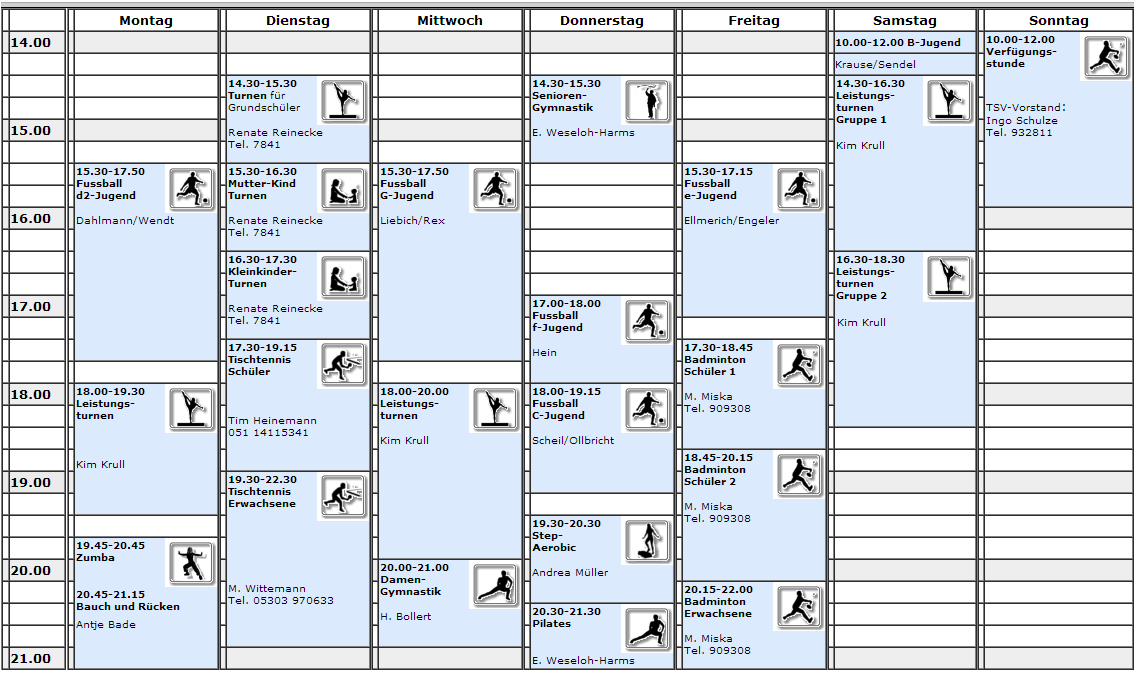 Montag
Dienstag
Mittwoch
Donnerstag
Freitag
Samstag
Sonntag
14.00
15.00
16.00
17.00
18.00
19.00
20.00
21.00
15.30-17.50
Fussball
d2-Jugend
Dahlmann/Wendt
18.00-19.30
Leistungs-
turnen
Kim Krull
19.45-20.45
Zumba
20.45-21.15
Bauch und Rücken
Antje Bade
14.30-15.30
Turnen für
Grundschüler
Renate Reinecke
Tel. 7841
15.30-16.30
Mutter-Kind
Turnen
Renate Reinecke
Tel. 7841
16.30-17.30
Kleinkinder-
Turnen
Renate Reinecke
Tel. 7841
17.30-19.15
Tischtennis
Schüler
Tim Heinemann
051 14115341
19.30-22.30
Tischtennis
Erwachsene
M. Wittemann
Tel. 05303 970633
15.30-17.50
Fussball
G-Jugend
Liebich/Rex
18.00-20.00
Leistungs-
turnen
Kim Krull
20.00-21.00
Damen-
Gymnastik
H. Bollert
14.30-15.30
Senioren-
Gymnastik
E. Weseloh-Harms
17.00-18.00
Fussball
f-Jugend
Hein
18.00-19.15
Fussball
C-Jugend
Scheil/Ollbricht
19.30-20.30
Step-
Aerobic
Andrea Müller
20.30-21.30
Pilates
E. Weseloh-Harms
15.30-17.15
Fussball
e-Jugend
Ellmerich/Engeler
17.30-18.45
Badminton
Schüler 1
M. Miska
Tel. 909308
18.45-20.15
Badminton
Schüler 2
M. Miska
Tel. 909308
20.15-22.00
Badminton
Erwachsene
M. Miska
Tel. 909308
10.00-12.00 B-Jugend
Krause/Sendel
14.30-16.30
Leistungs-
turnen
Gruppe 1
Kim Krull
16.30-18.30
Leistungs-
turnen
Gruppe 2
Kim Krull
10.00-12.00
Verfügungs-
stunde
TSV-Vorstand:
Ingo Schulze
Tel. 932811